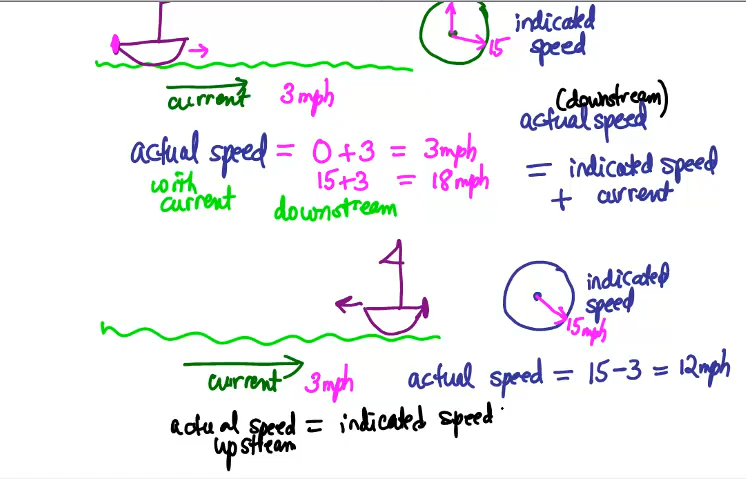 indicated
speed
15
current 3mph
(downstream)
actual speed
= indicated speed
+ current
actual speed = 0+3 = 3mph
15+3 = 18mph
with
current
downstream
indicated
speed
15mph
current 3mph
actual speed = 15-3 = 12mph
actual speed = indicated speed
upstream